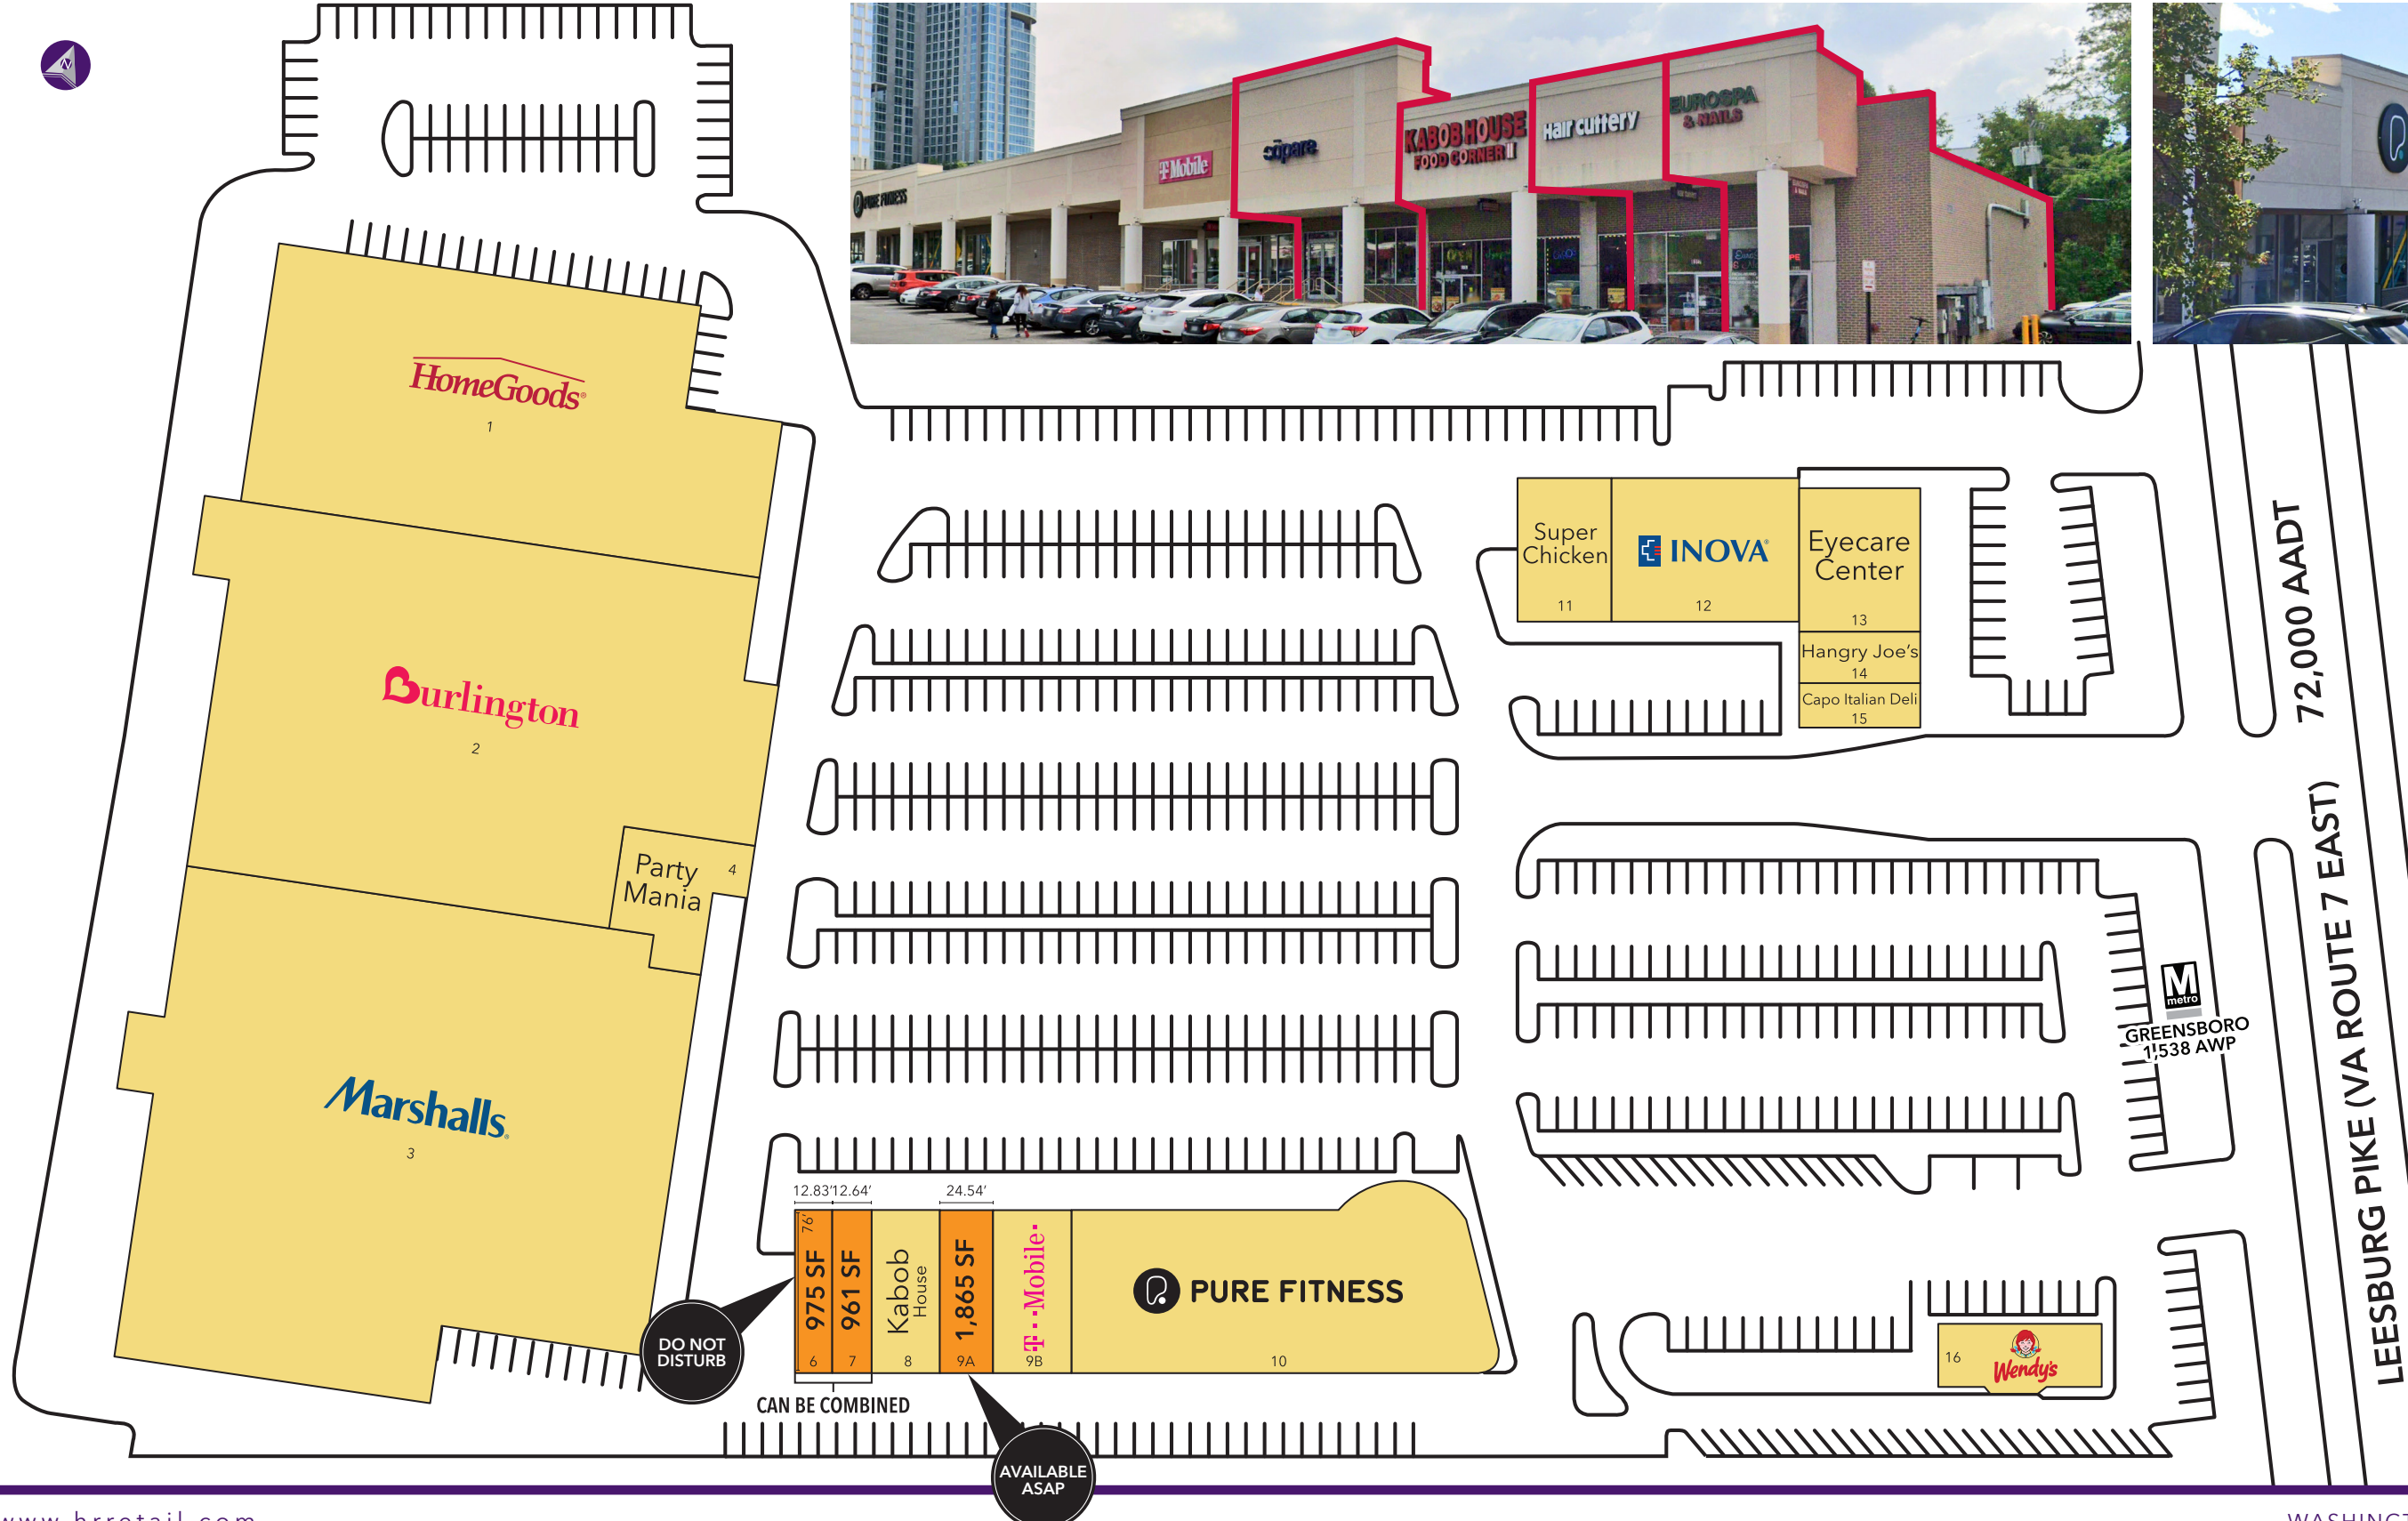 N
PURE FITNESS
T Mobile
KABOB HOUSE
FOOD CORNER II
Hair Cuttery
EUROSPA
& NAILS
OPEN
HomeGoods®
1
Burlington
2
Party
Mania
4
Marshalls®
3
Super
Chicken
11
INOVA®
12
Eyecare
Center
13
Hangry Joe's
14
Capo Italian Deli
15
72,000 AADT
LEESBURG PIKE (VA ROUTE 7 EAST)
M
metro
GREENSBORO
1,538 AWP
12.83'
12.64'
24.54'
76'
975 SF
6
961 SF
7
Kabob
House
8
1,865 SF
9A
T··Mobile·
9B
PURE FITNESS
10
DO NOT
DISTURB
CAN BE COMBINED
AVAILABLE
ASAP
16
Wendy's
www.hrretail.com